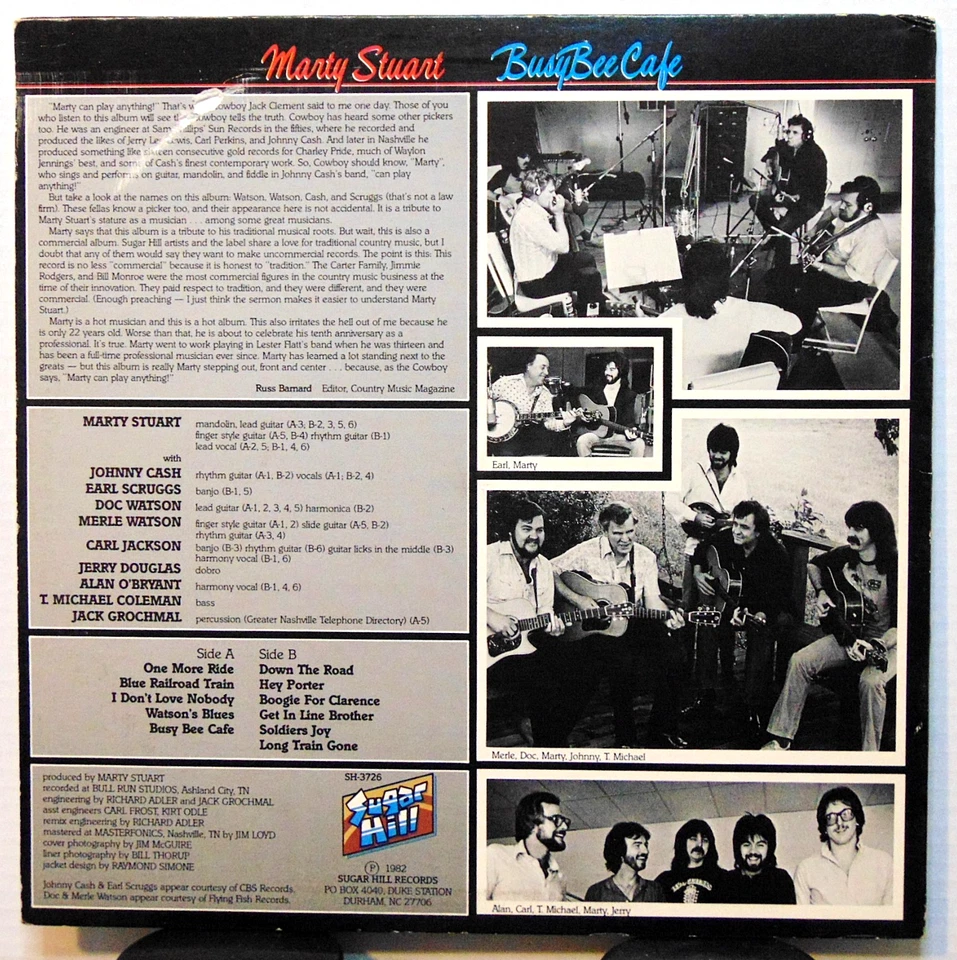 Marty Stuart Busy Bee Cafe
"Marty can play anything!" That's Cowboy Jack Clement said to me one day. Those of you
who listen to this album will see the Cowboy tells the truth. Cowboy has heard some other pickers
too. He was an engineer at Sam Phillips' Sun Records in the fifties, where he recorded and
produced the likes of Jerry Lee Lewis, Carl Perkins, and Johnny Cash. And later in Nashville he
produced something like sixteen consecutive gold records for Charley Pride, much of Waylon
Jennings' best, and some of Cash's finest contemporary work. So, Cowboy should know, "Marty",
who sings and performs on guitar, mandolin, and fiddle in Johnny Cash's band, "can play
anything!"
But take a look at the names on this album: Watson, Watson, Cash, and Scruggs (that's not a law
firm). These fellas know a picker too, and their appearance here is not accidental. It is a tribute to
Marty Stuart's stature as a musician . . . among some great musicians.
Marty says that this album is a tribute to his traditional musical roots. But wait, this is also a
commercial album. Sugar Hill artists and the label share a love for traditional country music, but I
doubt that any of them would say they want to make uncommercial records. The point is this: This
record is no less "commercial" because it is honest to "tradition." The Carter Family, Jimmie
Rodgers, and Bill Monroe were the most commercial figures in the country music business at the
time of their innovation. They paid respect to tradition, and they were different, and they were
commercial. (Enough preaching — I just think the sermon makes it easier to understand Marty
Stuart.)
Marty is a hot musician and this is a hot album. This also irritates the hell out of me because he
is only 22 years old. Worse than that, he is about to celebrate his tenth anniversary as a
professional. It's true. Marty went to work playing in Lester Flatt's band when he was thirteen and
has been a full-time professional musician ever since. Marty has learned a lot standing next to the
greats — but this album is really Marty stepping out, front and center . . . because, as the Cowboy
says, "Marty can play anything!"
Russ Barnard Editor, Country Music Magazine
MARTY STUART mandolin, lead guitar (A-3; B-2, 3, 5, 6)
finger style guitar (A-5, B-4) rhythm guitar (B-1)
lead vocal (A-2, 5; B-1, 4, 6)
with
JOHNNY CASH rhythm guitar (A-1, B-2) vocals (A-1; B-2, 4)
EARL SCRUGGS banjo (B-1, 5)
DOC WATSON lead guitar (A-1, 2, 3, 4, 5) harmonica (B-2)
MERLE WATSON finger style guitar (A-1, 2) slide guitar (A-5, B-2)
rhythm guitar (A-3, 4)
CARL JACKSON banjo (B-3) rhythm guitar (B-6) guitar licks in the middle (B-3)
harmony vocal (B-1, 6)
JERRY DOUGLAS dobro
ALAN O'BRYANT harmony vocal (B-1, 4, 6)
T. MICHAEL COLEMAN bass
JACK GROCHMAL percussion (Greater Nashville Telephone Directory) (A-5)
Side A
One More Ride
Blue Railroad Train
I Don't Love Nobody
Watson's Blues
Busy Bee Cafe
Side B
Down The Road
Hey Porter
Boogie For Clarence
Get In Line Brother
Soldiers Joy
Long Train Gone
produced by MARTY STUART
recorded at BULL RUN STUDIOS, Ashland City, TN
engineering by RICHARD ADLER and JACK GROCHMAL
asst engineers CARL FROST, KIRT ODLE
remix engineering by RICHARD ADLER
mastered at MASTERFONICS, Nashville, TN by JIM LOYD
cover photography by JIM McGUIRE
liner photography by BILL THORUP
jacket design by RAYMOND SIMONE
Johnny Cash & Earl Scruggs appear courtesy of CBS Records.
Doc & Merle Watson appear courtesy of Flying Fish Records.
SH-3726
Sugar
Hill
Ⓟ 1982
SUGAR HILL RECORDS
PO BOX 4040, DUKE STATION
DURHAM, NC 27706
Earl, Marty
Merle, Doc, Marty, Johnny, T. Michael
Alan, Carl, T. Michael, Marty, Jerry